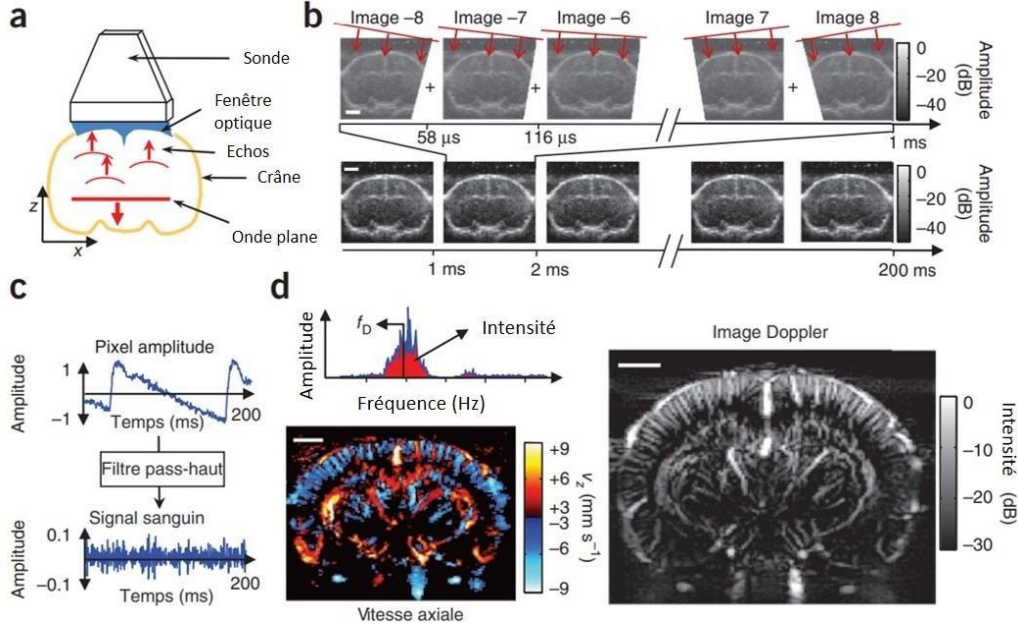 a
Sonde
Fenêtre
optique
Echos
Crâne
Onde plane
z
x
b
Image –8
Image –7
Image –6
Image 7
Image 8
+
+
+
58 µs
116 µs
1 ms
0
–20
–40
Amplitude
(dB)
1 ms
2 ms
200 ms
0
–20
–40
Amplitude
(dB)
c
Pixel amplitude
Amplitude
1
–1
200
Temps (ms)
Filtre pass-haut
Signal sanguin
Amplitude
0.1
–0.1
200
Temps (ms)
d
Amplitude
fD
Intensité
Fréquence (Hz)
+9
+6
+3
–3
–6
–9
vz (mm s–1)
Vitesse axiale
Image Doppler
0
–10
–20
–30
Intensité
(dB)